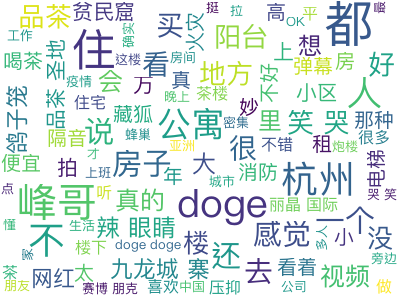 品茶 贫民窟 买 火灾 挺 拉 高 OK 平 嗳
喝茶 圣地 阳台 想 上 弹幕 房 工作 确实
都
住 看 地方 不好 小区 好 这楼
疫情 会 真 茶楼 房间 妙 人 那种
鸽子笼 品茶 住宅 万 晚上 很多
隔音 说 藏狐 蜂巢 公寓 里 笑 哭 密集
便宜 拍 房子 大 很 不错 租 电梯 炮楼
才 亚洲 消防 哭 笑
峰哥 真的 年 城市 杭州
点 上班 听 丽晶 国际
不 辣 眼睛 doge 一个 没
懂 生活 楼 还 感觉 多人 小 旁边
茶 楼下 doge doge 去 看着 视频
冢 网红 太 九龙城 寨
朋友 赛博 朋克 喜欢 中国 压抑 公司 做